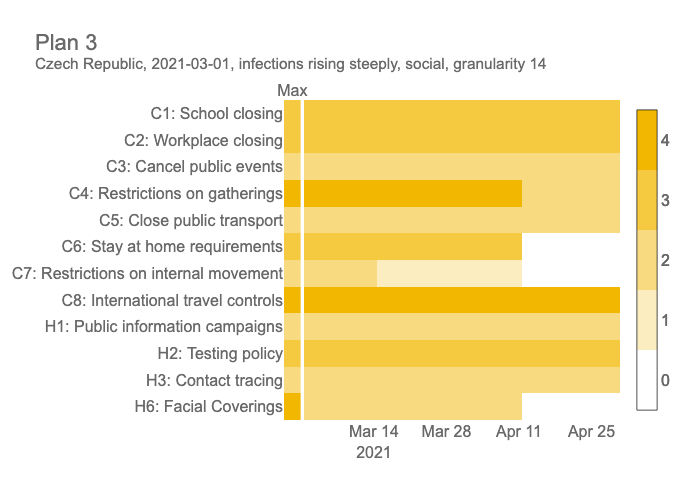 Plan 3
Czech Republic, 2021-03-01, infections rising steeply, social, granularity 14
Max
C1: School closing
C2: Workplace closing
C3: Cancel public events
C4: Restrictions on gatherings
C5: Close public transport
C6: Stay at home requirements
C7: Restrictions on internal movement
C8: International travel controls
H1: Public information campaigns
H2: Testing policy
H3: Contact tracing
H6: Facial Coverings
4
3
2
1
0
Mar 14 Mar 28 Apr 11 Apr 25
2021